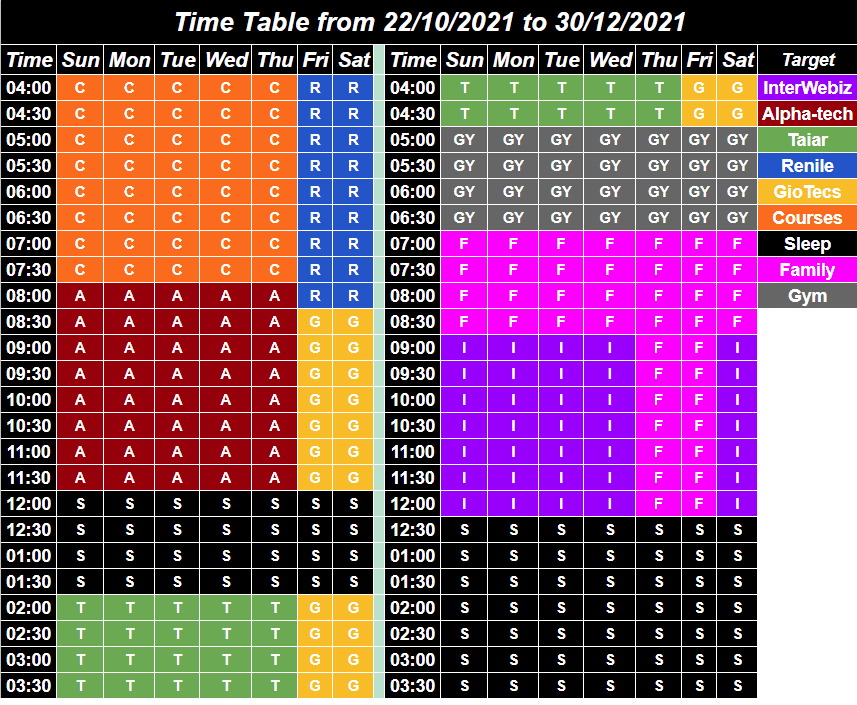 Time Table from 22/10/2021 to 30/12/2021
Time Sun Mon Tue Wed Thu Fri Sat Time Sun Mon Tue Wed Thu Fri Sat Target
04:00 C C C C C R R 04:00 T T T T T G G InterWebiz
04:30 C C C C C R R 04:30 T T T T T G G Alpha-tech
05:00 C C C C C R R 05:00 GY GY GY GY GY GY GY Taiar
05:30 C C C C C R R 05:30 GY GY GY GY GY GY GY Renile
06:00 C C C C C R R 06:00 GY GY GY GY GY GY GY GioTecs
06:30 C C C C C R R 06:30 GY GY GY GY GY GY GY Courses
07:00 C C C C C R R 07:00 F F F F F F F Sleep
07:30 C C C C C R R 07:30 F F F F F F F Family
08:00 A A A A A R R 08:00 F F F F F F F Gym
08:30 A A A A A G G 08:30 F F F F F F F
09:00 A A A A A G G 09:00 I I I I F F I
09:30 A A A A A G G 09:30 I I I I F F I
10:00 A A A A A G G 10:00 I I I I F F I
10:30 A A A A A G G 10:30 I I I I F F I
11:00 A A A A A G G 11:00 I I I I F F I
11:30 A A A A A G G 11:30 I I I I F F I
12:00 S S S S S S S 12:00 I I I I F F I
12:30 S S S S S S S 12:30 S S S S S S S
01:00 S S S S S S S 01:00 S S S S S S S
01:30 S S S S S S S 01:30 S S S S S S S
02:00 T T T T T G G 02:00 S S S S S S S
02:30 T T T T T G G 02:30 S S S S S S S
03:00 T T T T T G G 03:00 S S S S S S S
03:30 T T T T T G G 03:30 S S S S S S S